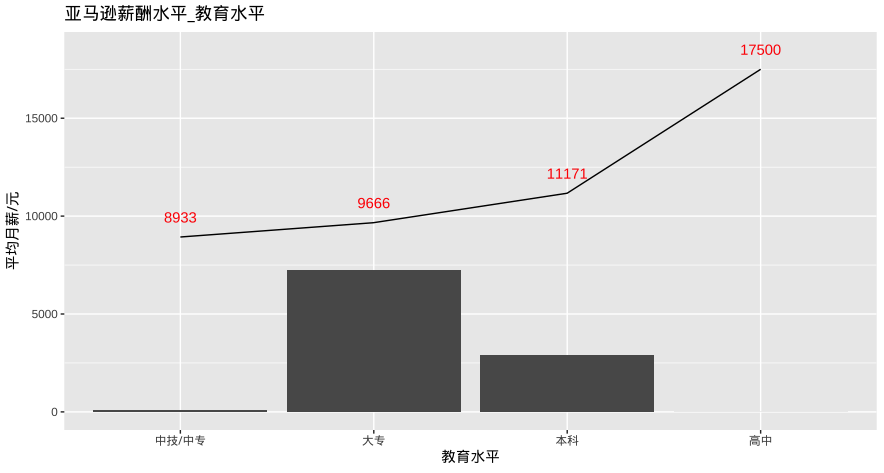 亚马逊薪酬水平_教育水平
17500
15000
11171
9666
8933
10000
平均月薪/元
5000
0
中技/中专 大专 本科 高中
教育水平